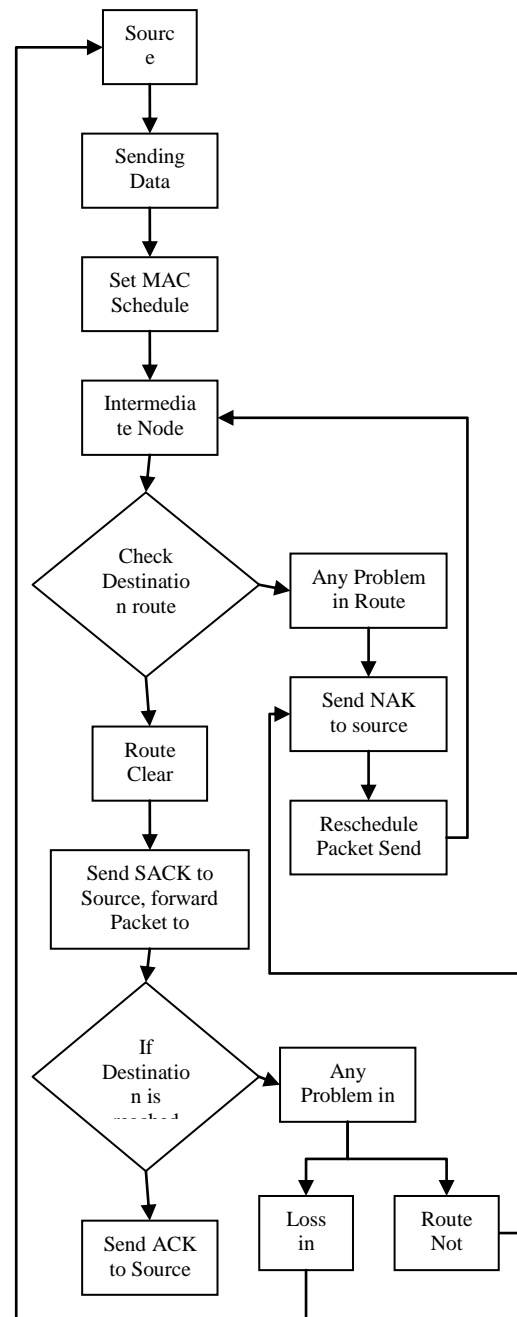 Sourc
e
Sending
Data
Set MAC
Schedule
Intermedia
te Node
Check
Destinatio
n route
Any Problem
in Route
Send NAK
to source
Route
Clear
Reschedule
Packet Send
Send SACK to
Source, forward
Packet to
If
Destinatio
n is
reached
Any
Problem in
Loss
in
Route
Not
Send ACK
to Source